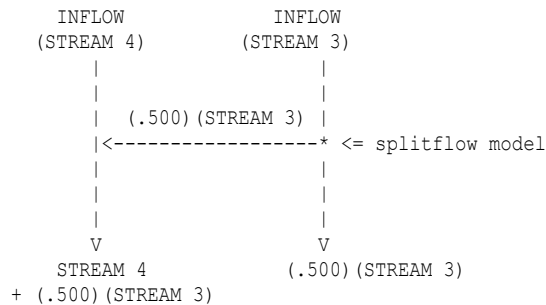 INFLOW INFLOW
(STREAM 4) (STREAM 3)
| |
| |
| (.500)(STREAM 3) |
|<-------------------* <= splitflow model
| |
| |
| |
V V
STREAM 4 (.500)(STREAM 3)
+ (.500)(STREAM 3)